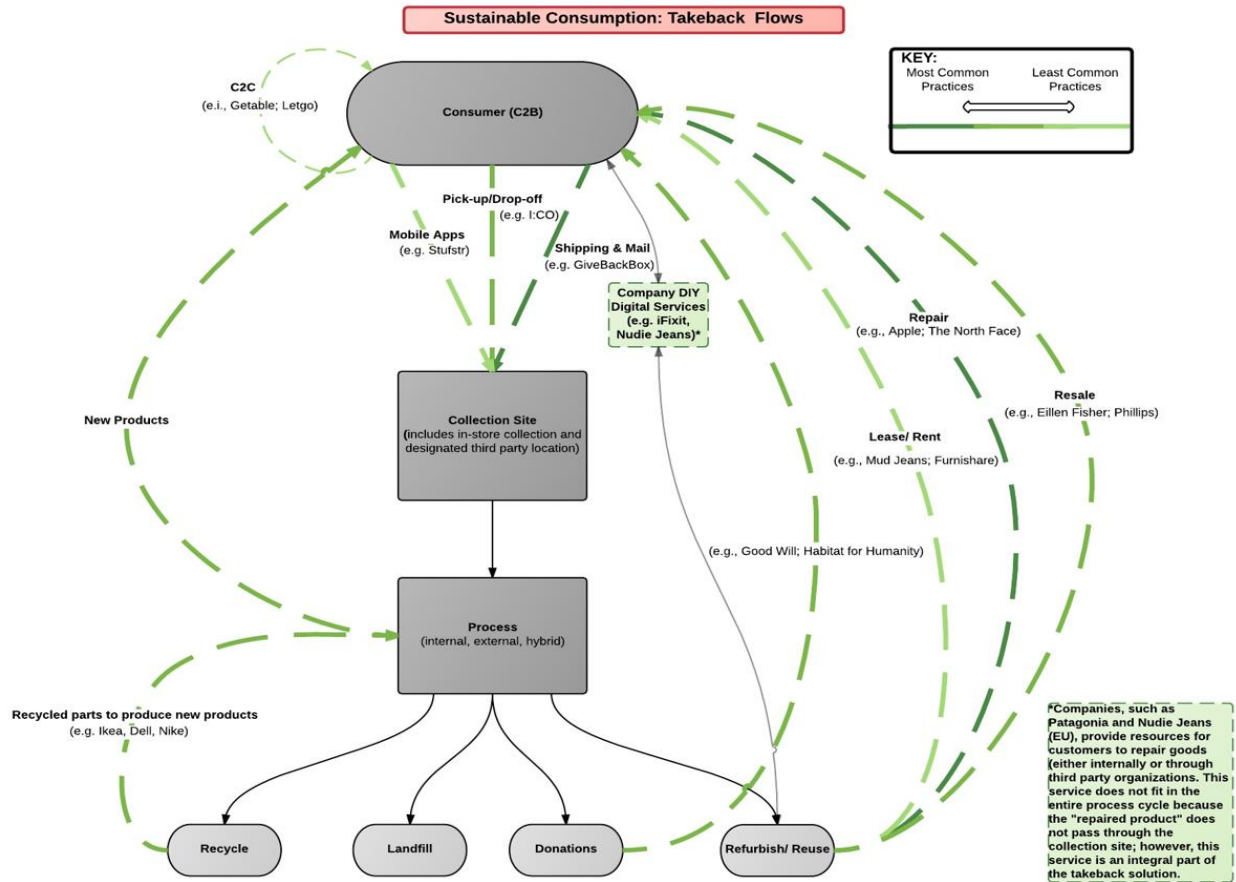 Sustainable Consumption: Takeback Flows
KEY:
Most Common
Practices
Least Common
Practices
C2C
(e.i., Getable; Letgo)
Consumer (C2B)
Pick-up/Drop-off
(e.g. I:CO)
Mobile Apps
(e.g. Stufstr)
Shipping & Mail
(e.g. GiveBackBox)
Company DIY
Digital Services
(e.g. iFixit,
Nudie Jeans)*
Repair
(e.g., Apple; The North Face)
Resale
(e.g., Eillen Fisher; Phillips)
New Products
Collection Site
(includes in-store collection and
designated third party location)
Lease/ Rent
(e.g., Mud Jeans; Furnishare)
(e.g., Good Will; Habitat for Humanity)
Process
(internal, external, hybrid)
Recycled parts to produce new products
(e.g. Ikea, Dell, Nike)
Recycle
Landfill
Donations
Refurbish/ Reuse
*Companies, such as
Patagonia and Nudie Jeans
(EU), provide resources for
customers to repair goods
(either internally or through
third party organizations. This
service does not fit in the
entire process cycle because
the "repaired product" does
not pass through the
collection site; however, this
service is an integral part of
the takeback solution.